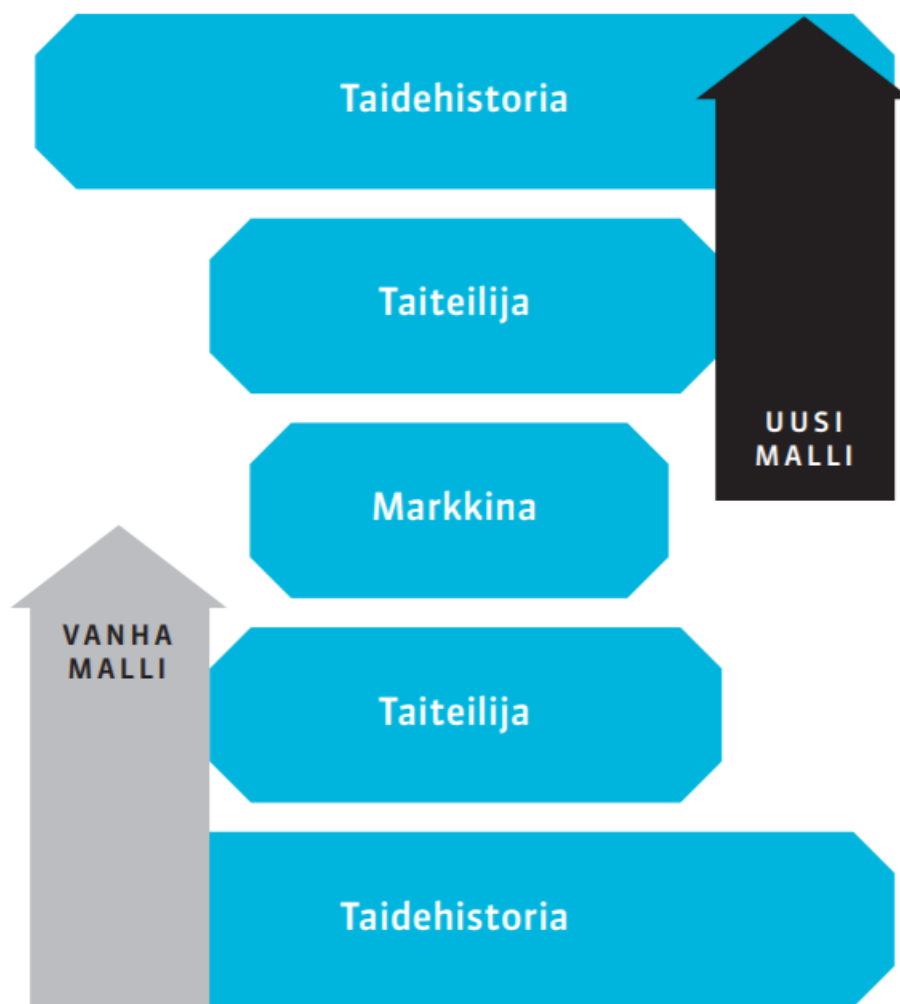 Taidehistoria
Taiteilija
UUSI
MALLI
Markkina
VANHA
MALLI
Taiteilija
Taidehistoria